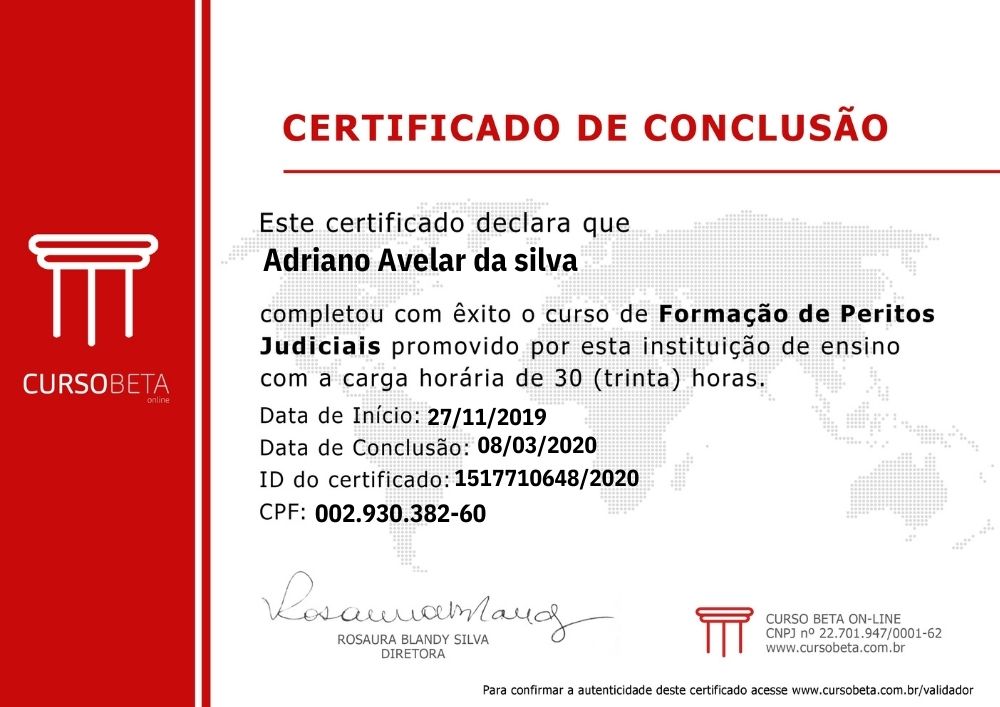 CERTIFICADO DE CONCLUSÃO
Este certificado declara que
Adriano Avelar da silva
completou com êxito o curso de Formação de Peritos
Judiciais promovido por esta instituição de ensino
com a carga horária de 30 (trinta) horas.
Data de Início: 27/11/2019
Data de Conclusão: 08/03/2020
ID do certificado: 1517710648/2020
CPF: 002.930.382-60
CURSOBETA
online
ROSAURA BLANDY SILVA
DIRETORA
CURSO BETA ON-LINE
CNPJ nº 22.701.947/0001-62
www.cursobeta.com.br
Para confirmar a autenticidade deste certificado acesse www.cursobeta.com.br/validador